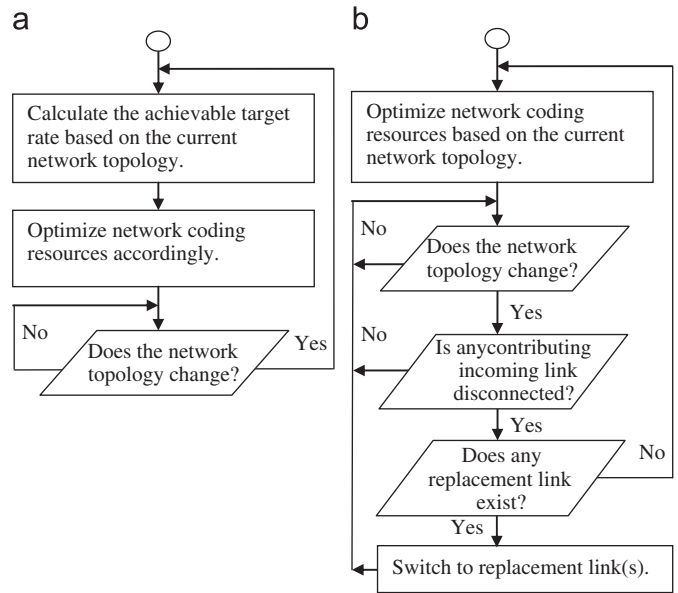 a
Calculate the achievable target
rate based on the current
network topology.
Optimize network coding
resources accordingly.
No
Does the network
topology change?
Yes
b
Optimize network coding
resources based on the current
network topology.
No
Does the network
topology change?
Yes
No
Is anycontributing
incoming link
disconnected?
Yes
Does any
replacement link
exist?
No
Yes
Switch to replacement link(s).